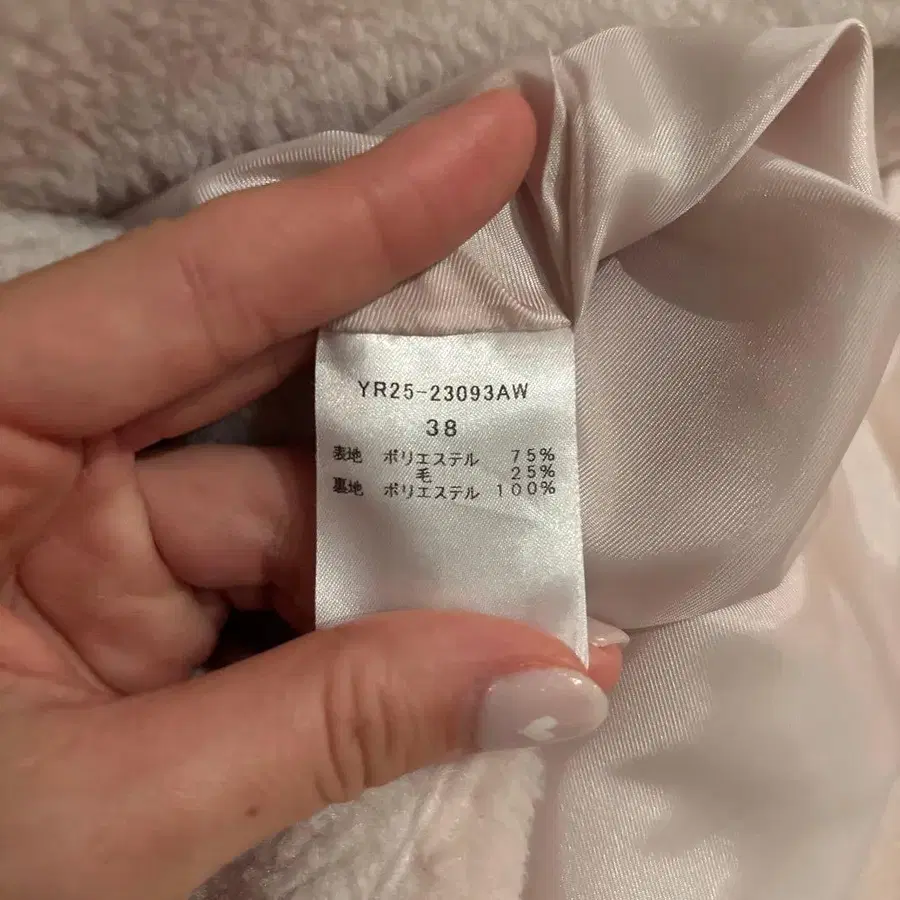 YR25-23093AW
38
表地 ポリエステル 75%
毛 25%
裏地 ポリエステル 100%